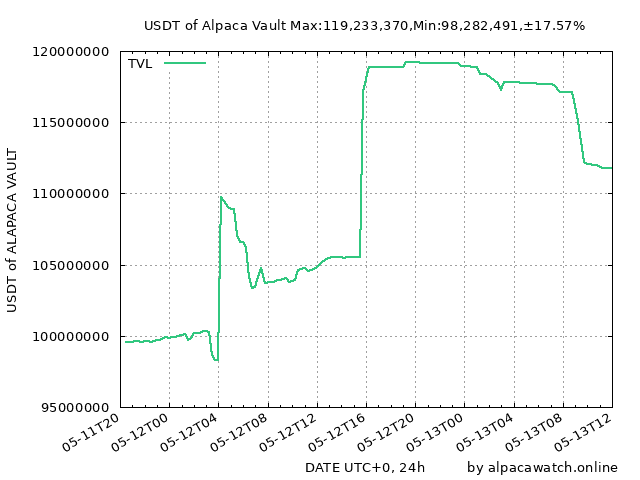 USDT of Alpaca Vault Max:119,233,370,Min:98,282,491,±17.57%
TVL
120000000
115000000
110000000
105000000
100000000
95000000
USDT of ALAPACA VAULT
05-11T20
05-12T00
05-12T04
05-12T08
05-12T12
05-12T16
05-12T20
05-13T00
05-13T04
05-13T08
05-13T12
DATE UTC+0, 24h
by alpacawatch.online